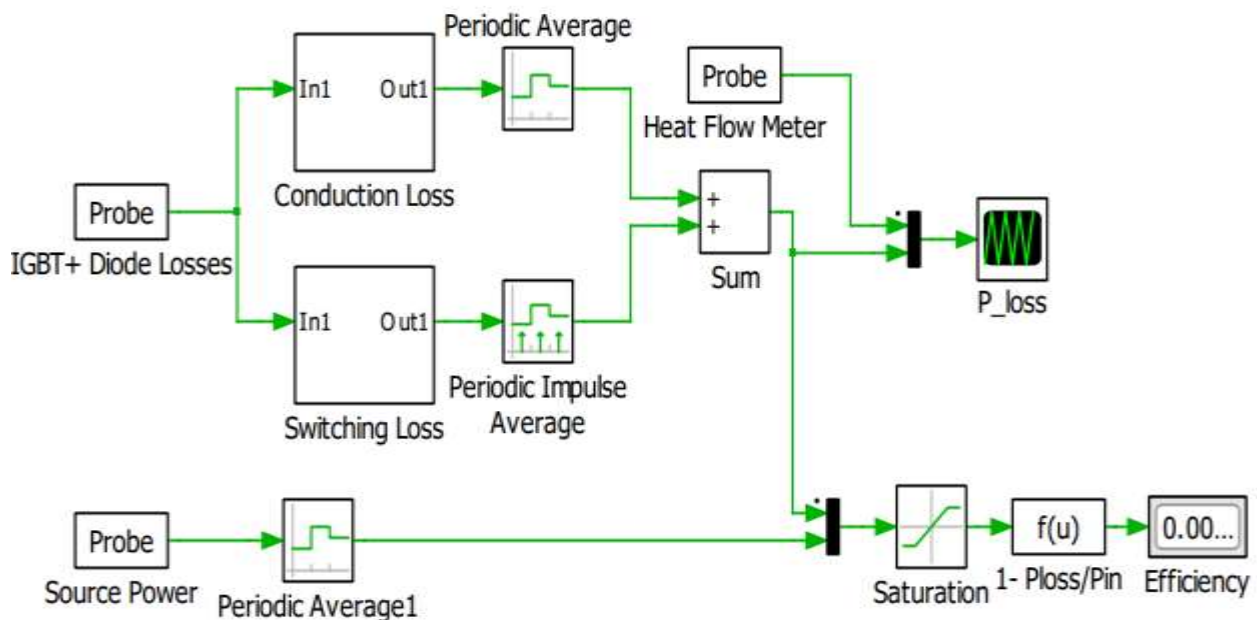 Periodic Average
Probe
In1
Out1
Heat Flow Meter
Conduction Loss
Probe
+
+
IGBT+ Diode Losses
Sum
P_loss
In1
Out1
Periodic Impulse
Average
Switching Loss
Probe
f(u)
0.00...
Source Power
Periodic Average1
Saturation
1- Ploss/Pin
Efficiency